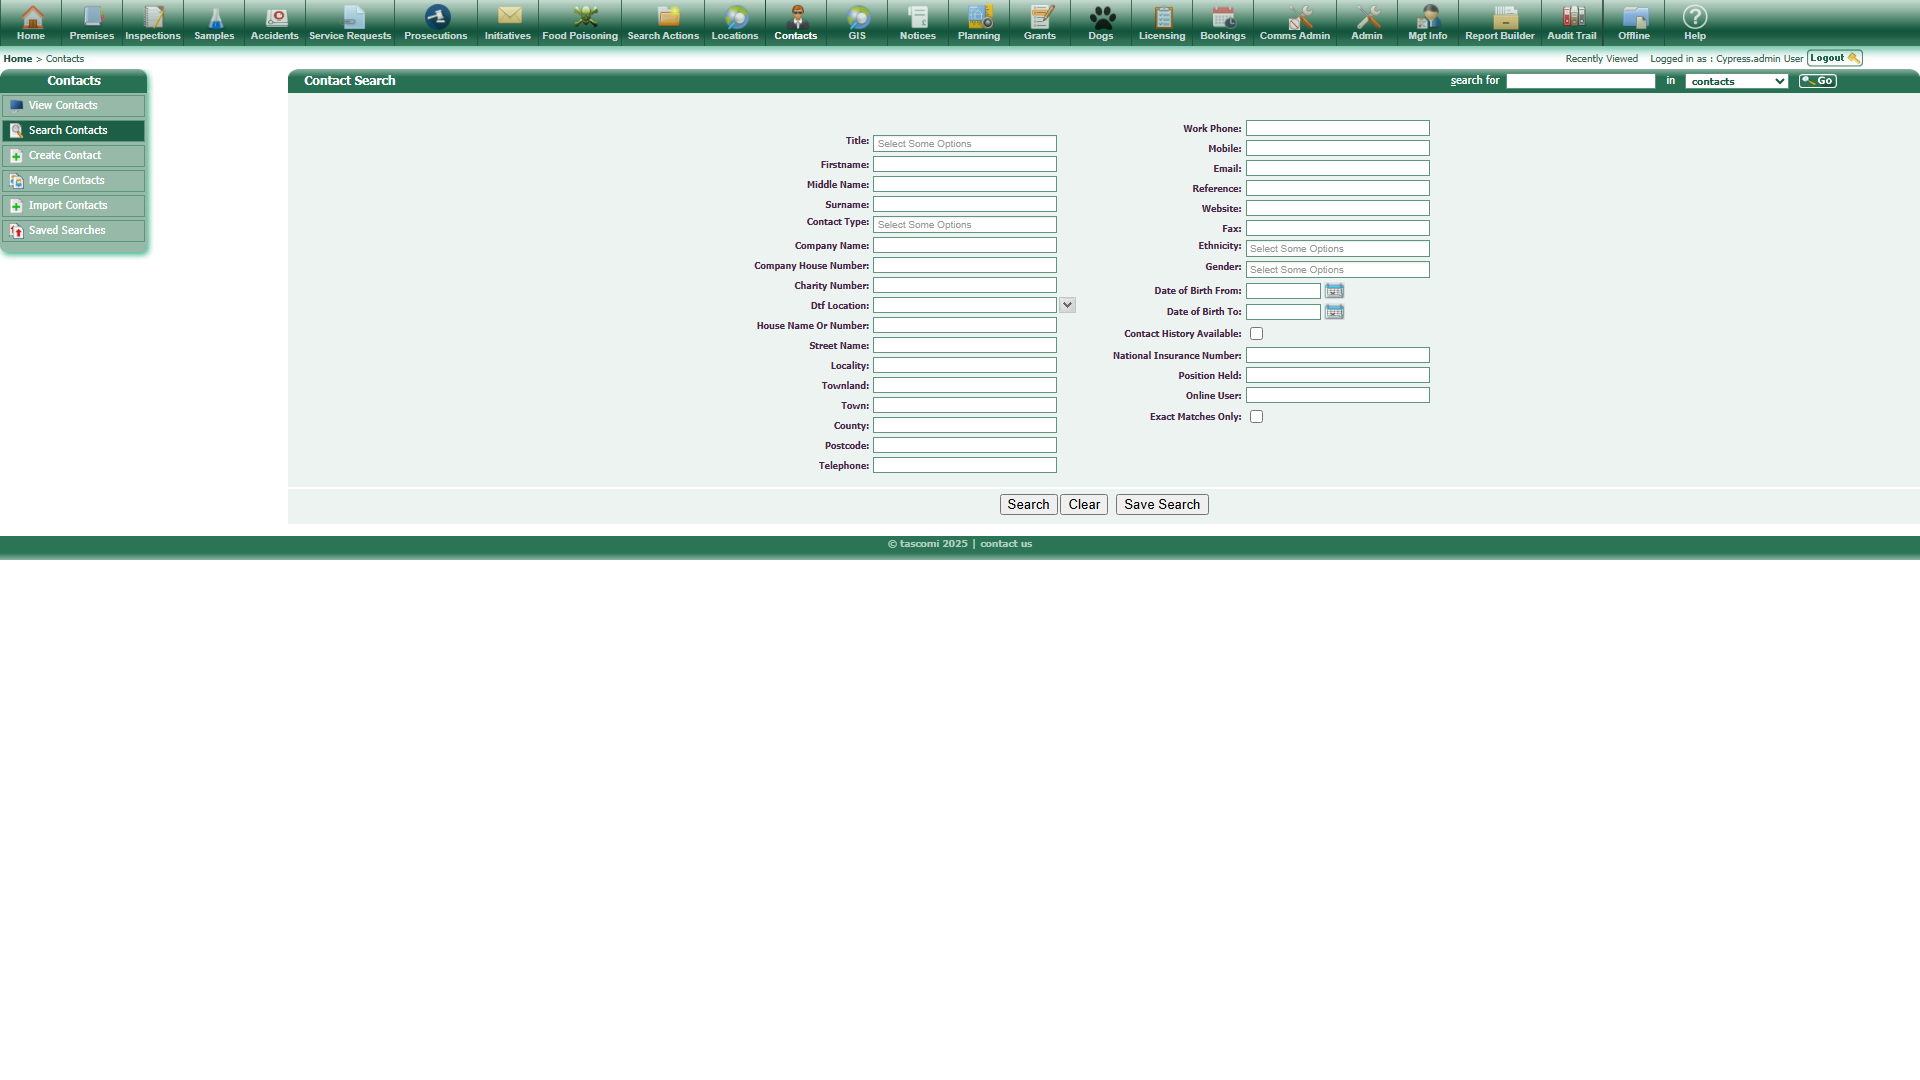 Home Premises Inspections Samples Accidents Service Requests Prosecutions Initiatives Food Poisoning Search Actions Locations Contacts GIS Notices Planning Grants Dogs Licensing Bookings Comms Admin Admin Mgt Info Report Builder Audit Trail Offline Help
Home > Contacts
Recently Viewed Logged in as : Cypress.admin User Logout
Contacts
View Contacts
Search Contacts
Create Contact
Merge Contacts
Import Contacts
Saved Searches
Contact Search
search for in contacts Go
Title: Select Some Options
Firstname:
Middle Name:
Surname:
Contact Type: Select Some Options
Company Name:
Company House Number:
Charity Number:
Dtf Location:
House Name Or Number:
Street Name:
Locality:
Townland:
Town:
County:
Postcode:
Telephone:
Work Phone:
Mobile:
Email:
Reference:
Website:
Fax:
Ethnicity: Select Some Options
Gender: Select Some Options
Date of Birth From:
Date of Birth To:
Contact History Available:
National Insurance Number:
Position Held:
Online User:
Exact Matches Only:
Search Clear Save Search
© tascomi 2025 | contact us